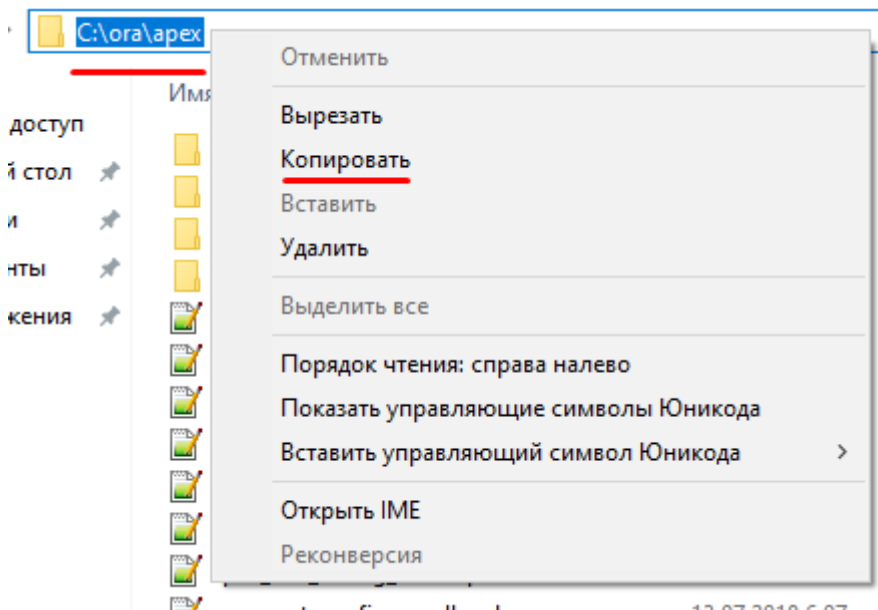 C:\ora\apex
Отменить
Имя
Вырезать
доступ
Копировать
й стол
Вставить
и
Удалить
нты
Выделить все
жения
Порядок чтения: справа налево
Показать управляющие символы Юникода
Вставить управляющий символ Юникода
Открыть IME
Реконверсия